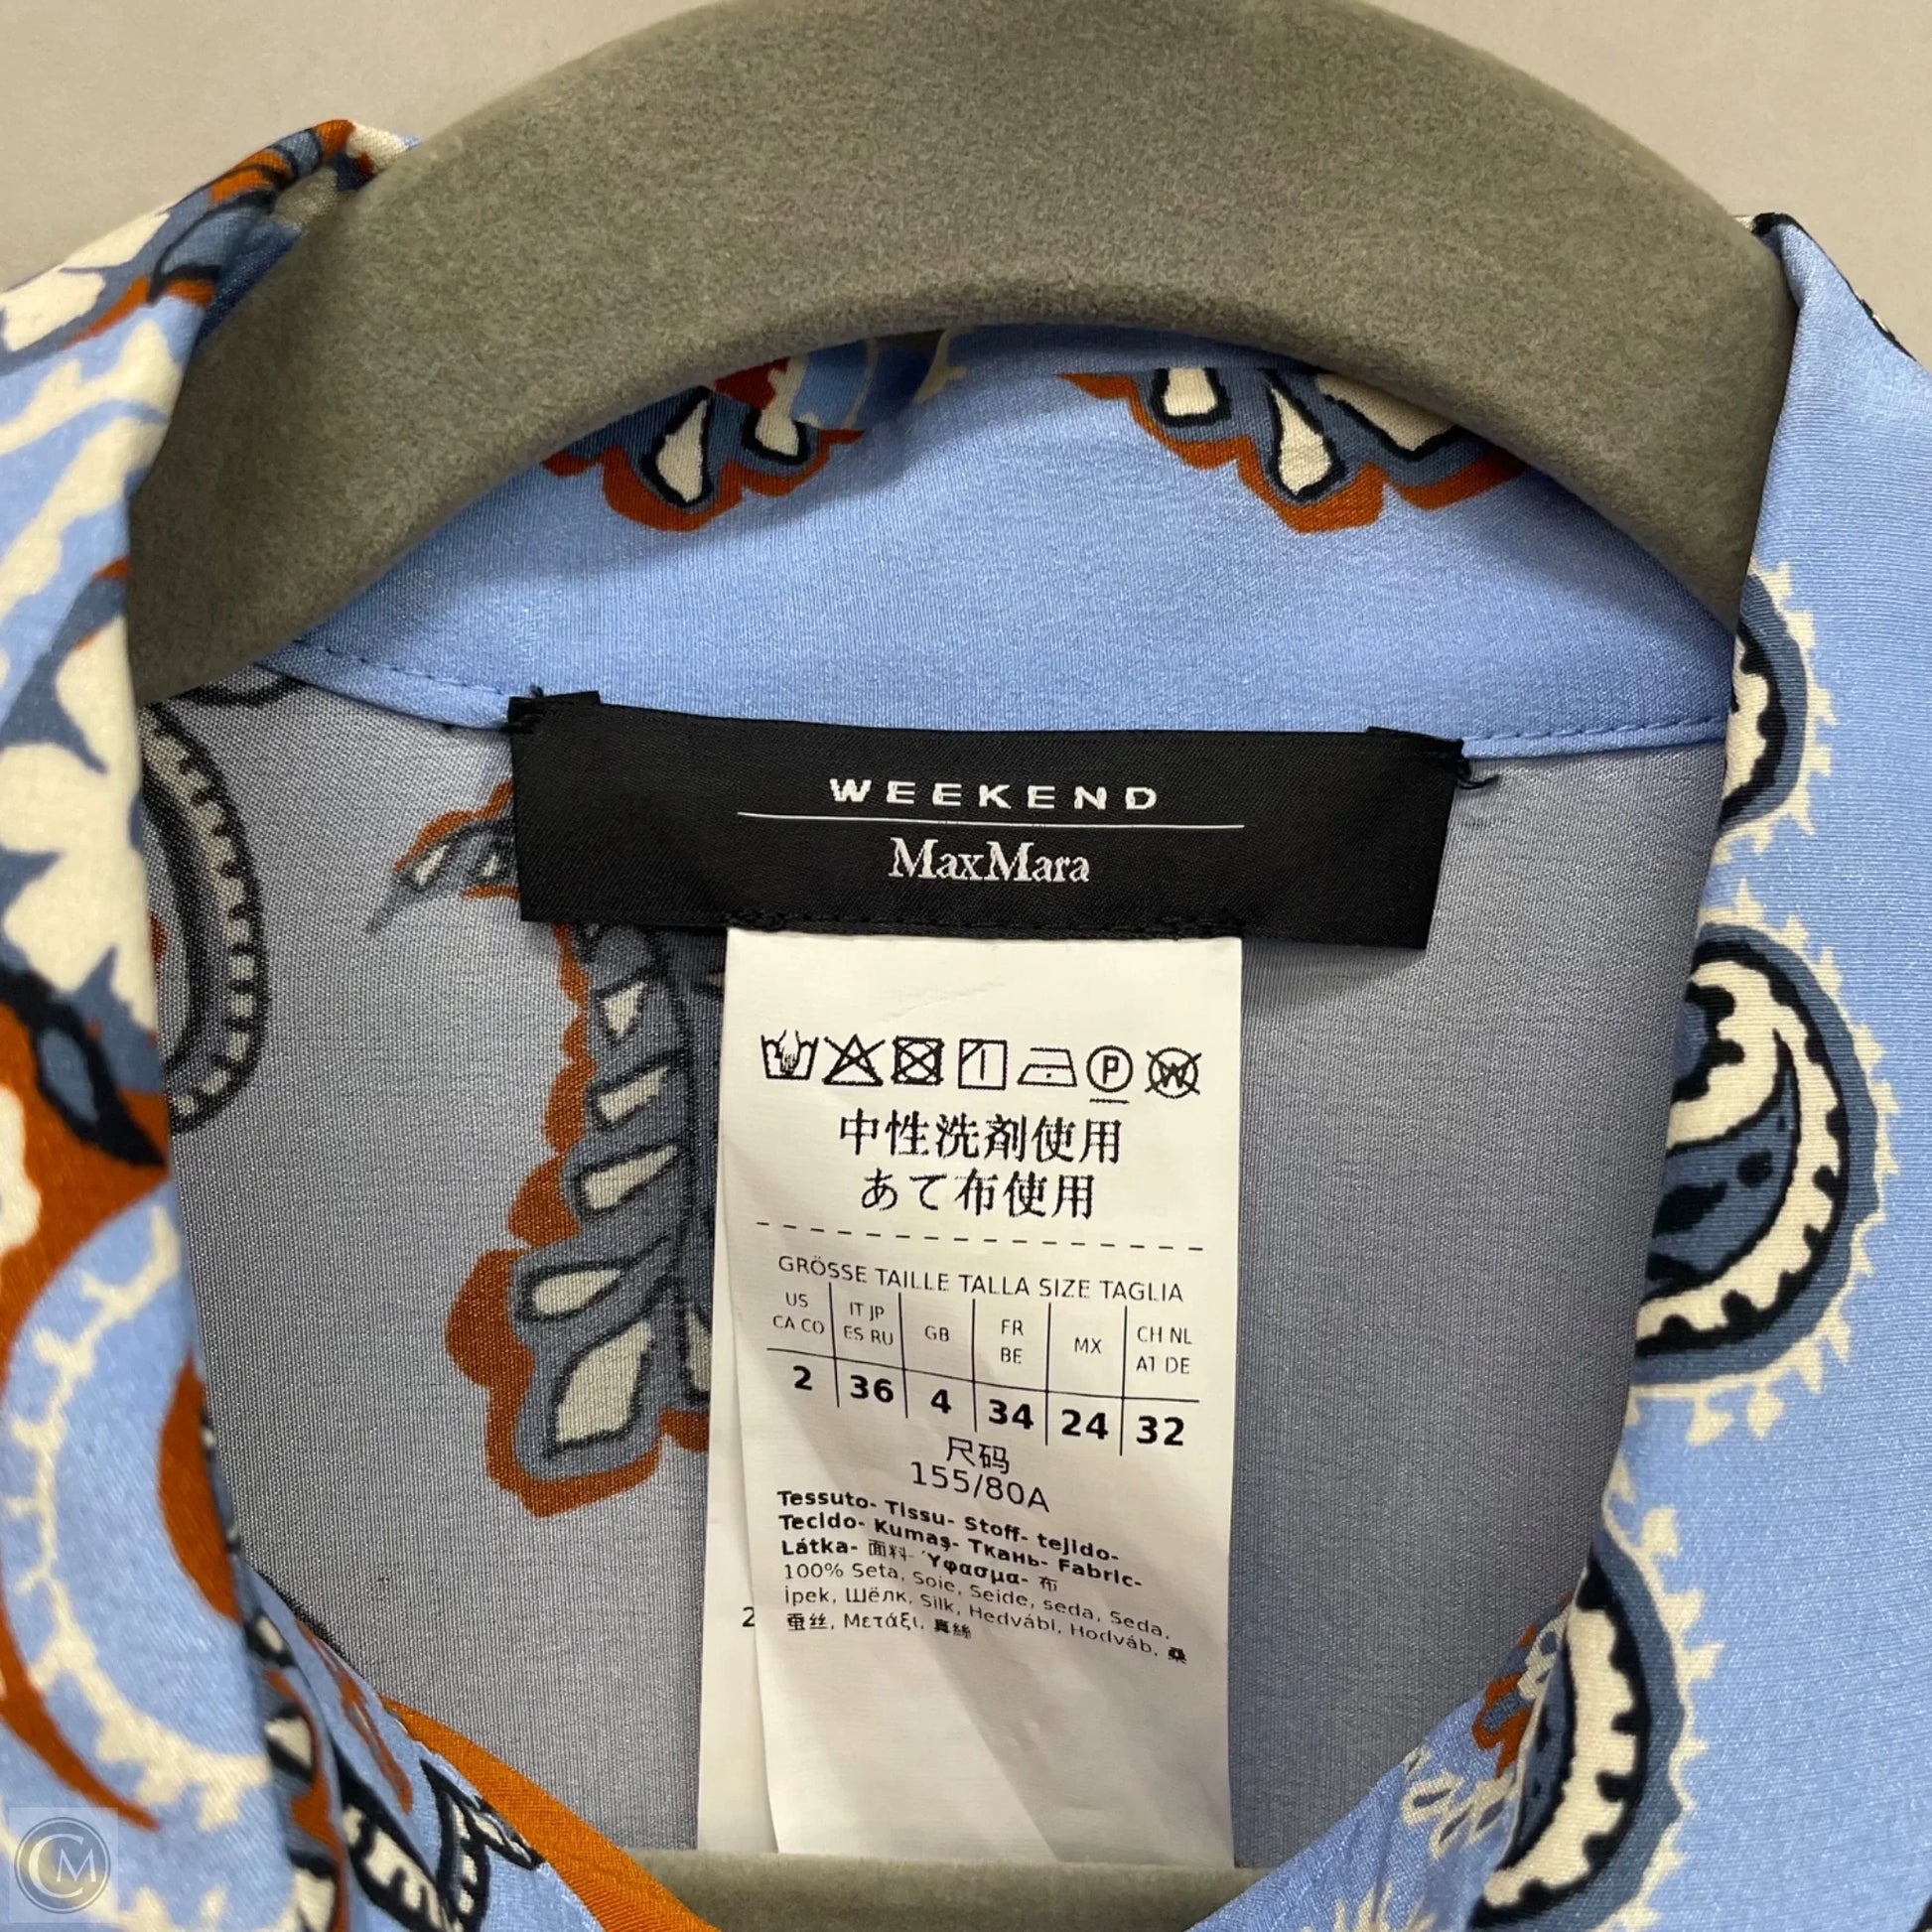 WEEKEND
MaxMara
P W
中性洗剤使用
あて布使用
GRÖSSE TAILLE TALLA SIZE TAGLIA
US CA CO | IT JP ES RU | GB | FR BE | MX | CH NL A1 DE
2 | 36 | 4 | 34 | 24 | 32
尺码
155/80A
Tessuto- Tissu- Stoff- tejido-
Tecido- Kumaş- Ткань- Fabric-
Látka- 面料- Ύφασμα- 布
100% Seta, Soie, Seide, seda, Seda,
İpek, Шёлк, Silk, Hedvábí, Hodváb, 桑
蚕丝, Μετάξι, 真絲
2
CM